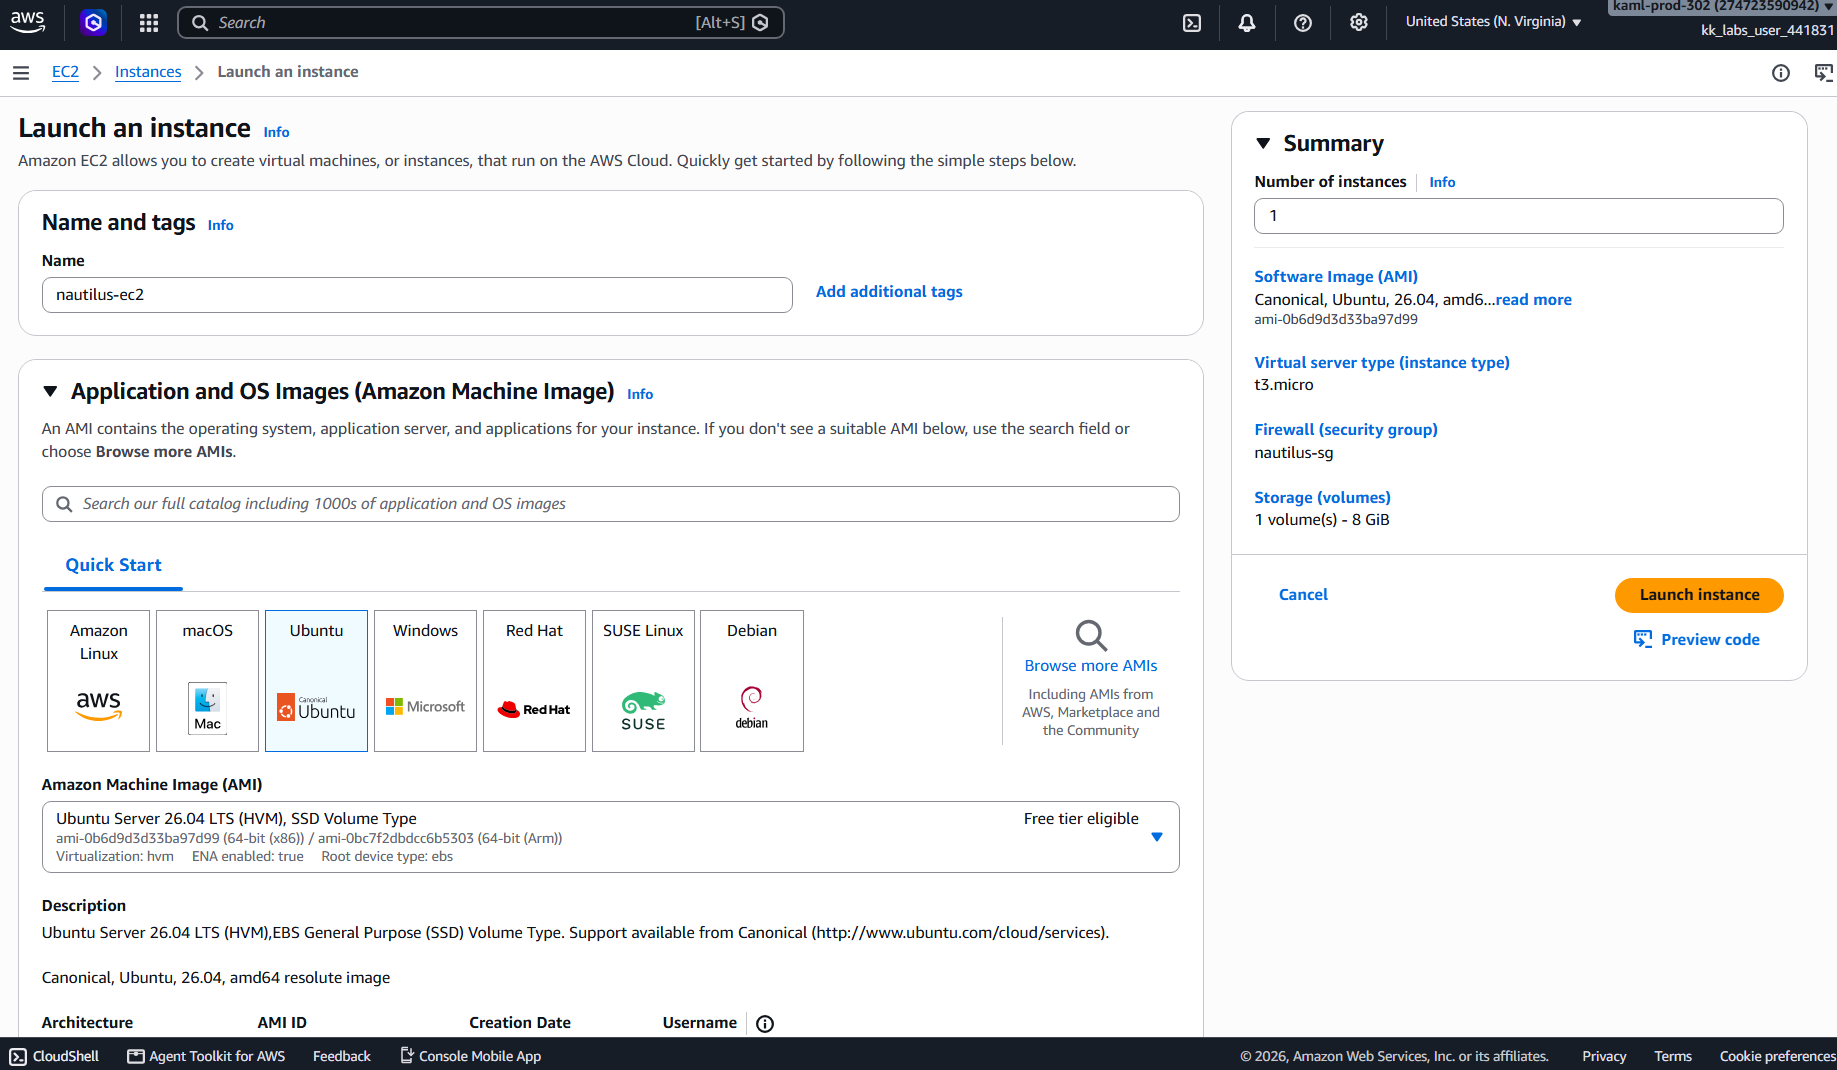 aws
Search
[Alt+S]
United States (N. Virginia)
kaml-prod-302 (274723590942)
kk_labs_user_441831
EC2
Instances
Launch an instance
Launch an instance
Info
Amazon EC2 allows you to create virtual machines, or instances, that run on the AWS Cloud. Quickly get started by following the simple steps below.
Name and tags
Info
Name
nautilus-ec2
Add additional tags
Application and OS Images (Amazon Machine Image)
Info
An AMI contains the operating system, application server, and applications for your instance. If you don't see a suitable AMI below, use the search field or
choose Browse more AMIs.
Search our full catalog including 1000s of application and OS images
Quick Start
Amazon
Linux
aws
macOS
Mac
Ubuntu
Canonical
Ubuntu
Windows
Microsoft
Red Hat
Red Hat
SUSE Linux
SUSE
Debian
debian
Browse more AMIs
Including AMIs from
AWS, Marketplace and
the Community
Amazon Machine Image (AMI)
Ubuntu Server 26.04 LTS (HVM), SSD Volume Type
Free tier eligible
ami-0b6d9d3d33ba97d99 (64-bit (x86)) / ami-0bc7f2dbdcc6b5303 (64-bit (Arm))
Virtualization: hvm ENA enabled: true Root device type: ebs
Description
Ubuntu Server 26.04 LTS (HVM),EBS General Purpose (SSD) Volume Type. Support available from Canonical (http://www.ubuntu.com/cloud/services).
Canonical, Ubuntu, 26.04, amd64 resolute image
Architecture
AMI ID
Creation Date
Username
Summary
Number of instances
Info
1
Software Image (AMI)
Canonical, Ubuntu, 26.04, amd6...read more
ami-0b6d9d3d33ba97d99
Virtual server type (instance type)
t3.micro
Firewall (security group)
nautilus-sg
Storage (volumes)
1 volume(s) - 8 GiB
Cancel
Launch instance
Preview code
CloudShell
Agent Toolkit for AWS
Feedback
Console Mobile App
© 2026, Amazon Web Services, Inc. or its affiliates.
Privacy
Terms
Cookie preferences